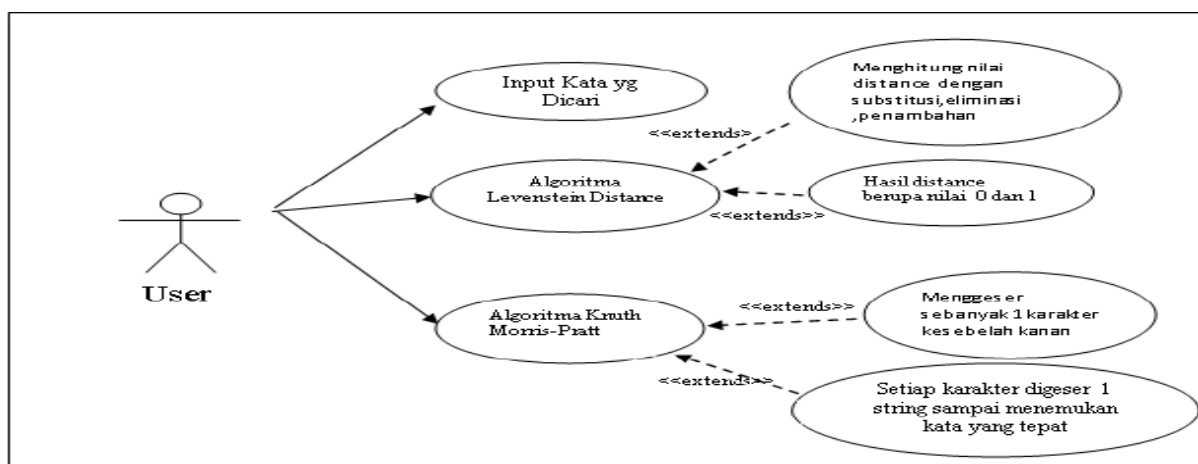 Input Kata yg
Dicari
Menghitung nilai
distance dengan
substitusi,eliminasi
,penambahan
<<extends>
Algoritma
Levenstein Distance
Hasil distance
berupa nilai 0 dan 1
<<extends>>
User
Algoritma Knuth
Morris-Pratt
<<extends>>
Menggeser
sebanyak 1 karakter
kesebelah kanan
<<extends>>
Setiap karakter digeser 1
string sampai menemukan
kata yang tepat